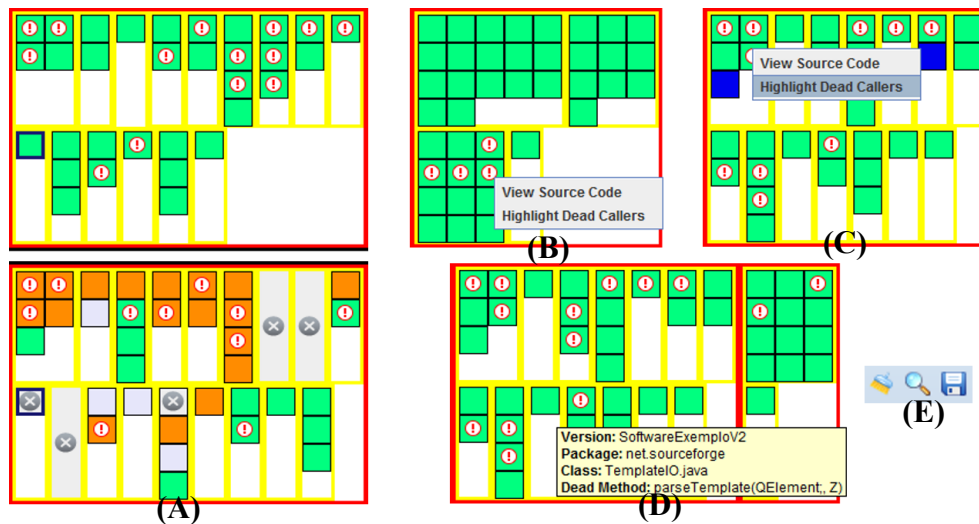 View Source Code
Highlight Dead Callers
(B)
View Source Code
Highlight Dead Callers
(C)
(A)
Version: SoftwareExemploV2
Package: net.sourceforge
Class: TemplateIO.java
Dead Method: parseTemplate(QElement;, Z)
(D)
(E)